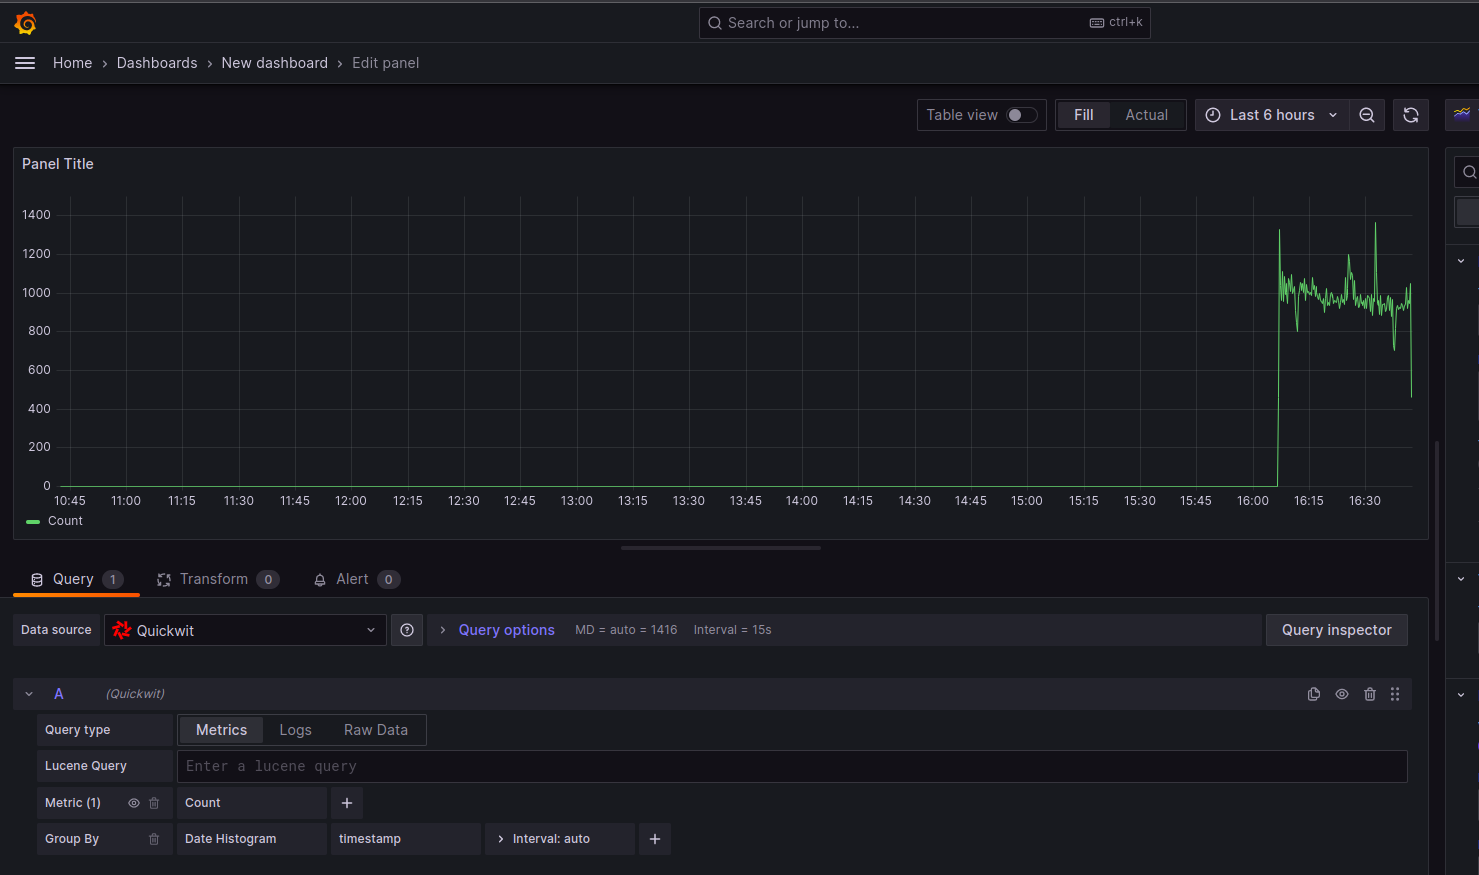 Search or jump to... ctrl+k
Home › Dashboards › New dashboard › Edit panel
Table view Fill Actual Last 6 hours
Panel Title
1400
1200
1000
800
600
400
200
0
10:45 11:00 11:15 11:30 11:45 12:00 12:15 12:30 12:45 13:00 13:15 13:30 13:45 14:00 14:15 14:30 14:45 15:00 15:15 15:30 15:45 16:00 16:15 16:30
Count
Query 1 Transform 0 Alert 0
Data source Quickwit Query options MD = auto = 1416 Interval = 15s Query inspector
A (Quickwit)
Query type Metrics Logs Raw Data
Lucene Query Enter a lucene query
Metric (1) Count +
Group By Date Histogram timestamp Interval: auto +